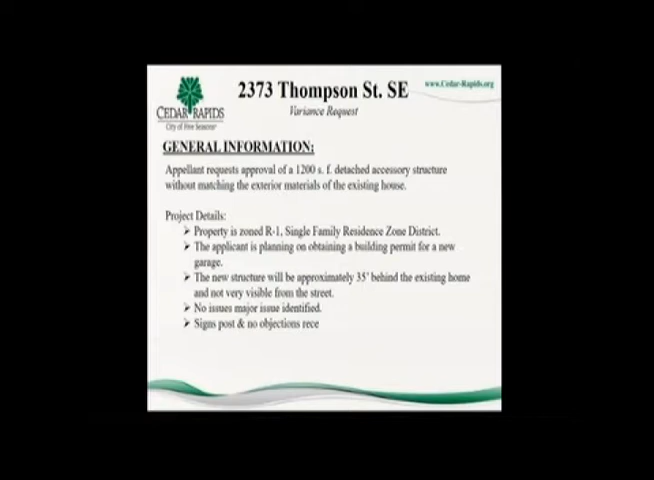 2373 Thompson St. SE
Variance Request
www.Cedar-Rapids.org
CEDAR RAPIDS
City of Five Seasons
GENERAL INFORMATION:
Appellant requests approval of a 1200 s. f. detached accessory structure
without matching the exterior materials of the existing house.
Project Details:
➤ Property is zoned R-1, Single Family Residence Zone District.
➤ The applicant is planning on obtaining a building permit for a new
garage.
➤ The new structure will be approximately 35' behind the existing home
and not very visible from the street.
➤ No issues major issue identified.
➤ Signs post & no objections rece